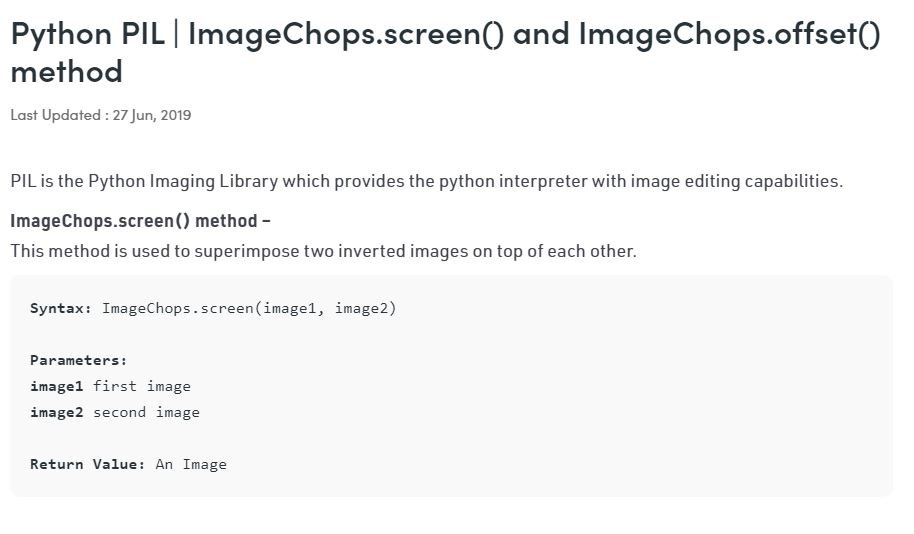 Python PIL | ImageChops.screen() and ImageChops.offset()
method
Last Updated : 27 Jun, 2019
PIL is the Python Imaging Library which provides the python interpreter with image editing capabilities.
ImageChops.screen() method –
This method is used to superimpose two inverted images on top of each other.
Syntax: ImageChops.screen(image1, image2)
Parameters:
image1 first image
image2 second image
Return Value: An Image